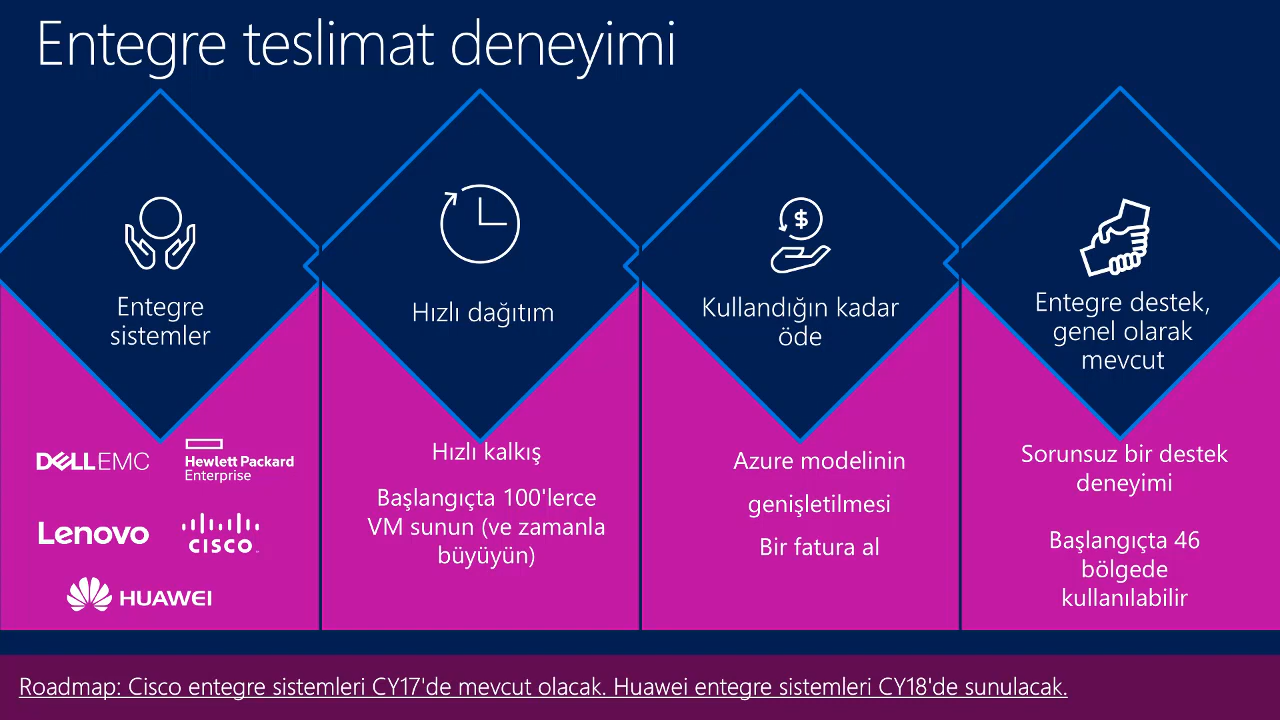 Entegre teslimat deneyimi
Entegre
sistemler
DELL EMC
Hewlett Packard
Enterprise
Lenovo
CISCO
HUAWEI
Hızlı dağıtım
Hızlı kalkış
Başlangıçta 100'lerce
VM sunun (ve zamanla
büyüyün)
$
Kullandığın kadar
öde
Azure modelinin
genişletilmesi
Bir fatura al
Entegre destek,
genel olarak
mevcut
Sorunsuz bir destek
deneyimi
Başlangıçta 46
bölgede
kullanılabilir
Roadmap: Cisco entegre sistemleri CY17'de mevcut olacak. Huawei entegre sistemleri CY18'de sunulacak.